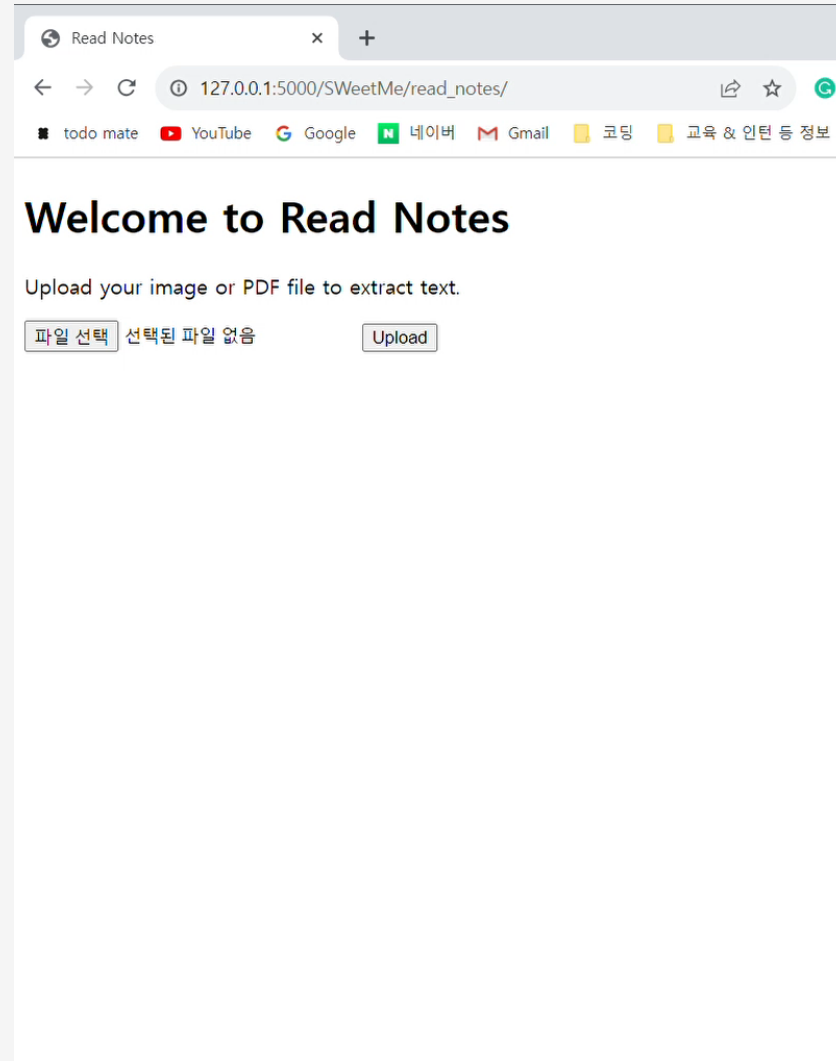 Read Notes
127.0.0.1:5000/SWeetMe/read_notes/
todo mate YouTube Google 네이버 Gmail 코딩 교육 & 인턴 등 정보
Welcome to Read Notes
Upload your image or PDF file to extract text.
파일 선택 선택된 파일 없음 Upload